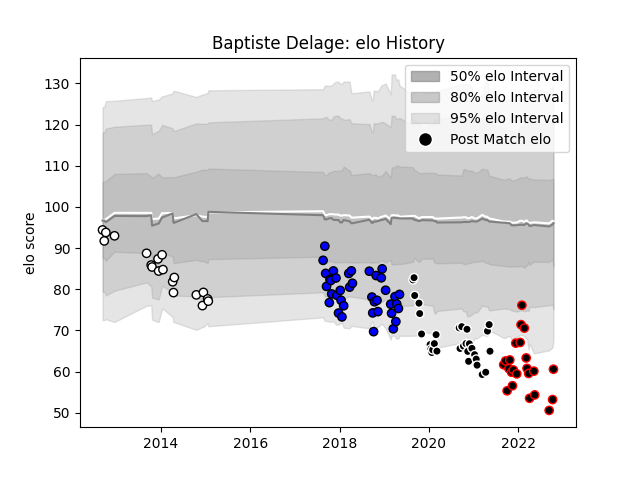 Baptiste Delage: elo History
50% elo Interval
80% elo Interval
95% elo Interval
Post Match elo
elo score
130
120
110
100
90
80
70
60
50
2014
2016
2018
2020
2022